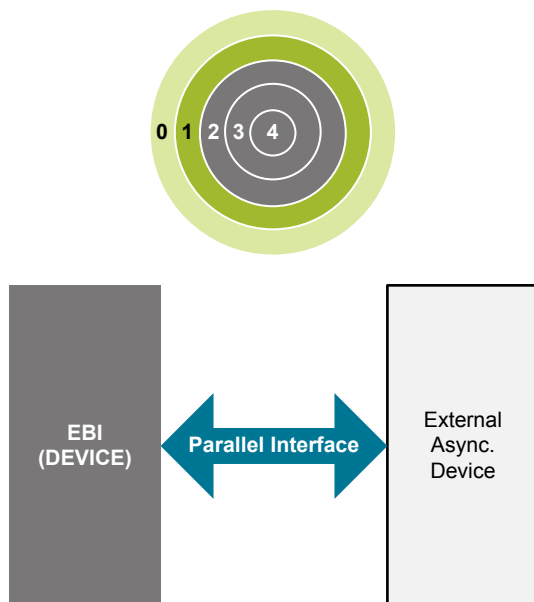 0 1 2 3 4
EBI
(DEVICE)
Parallel Interface
External
Async.
Device